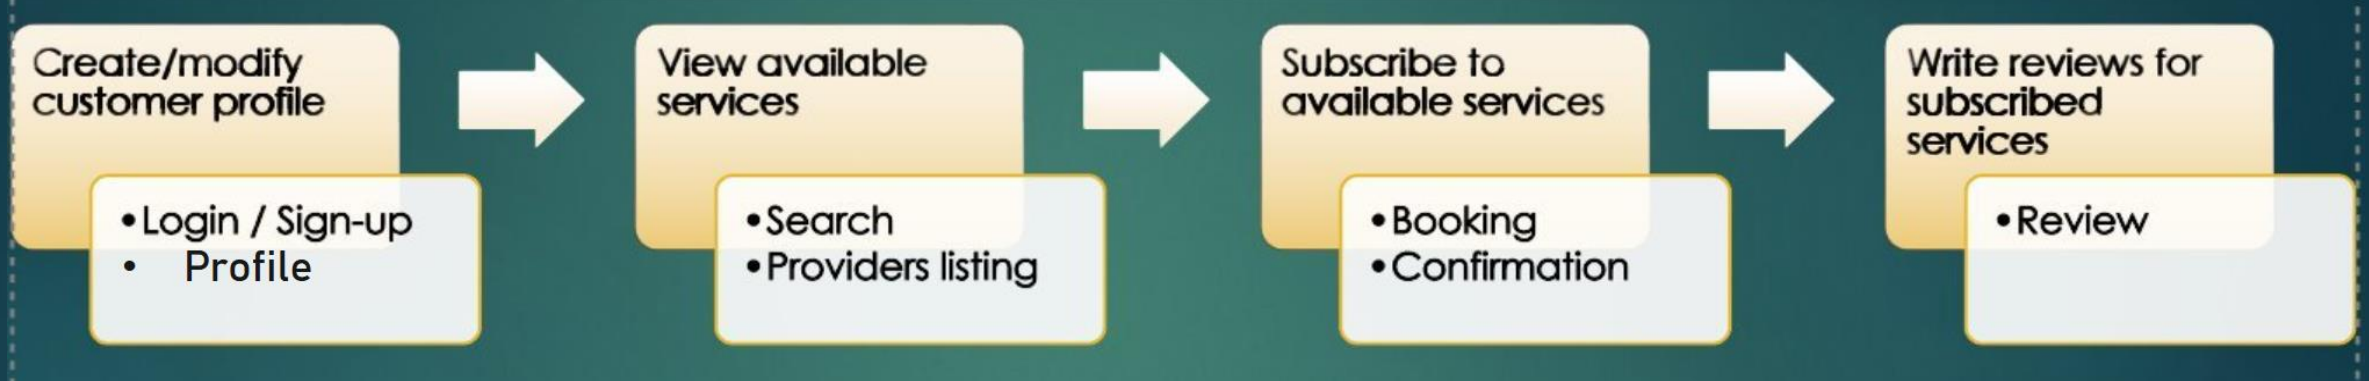 Create/modify
customer profile
• Login / Sign-up
• Profile
View available
services
• Search
• Providers listing
Subscribe to
available services
• Booking
• Confirmation
Write reviews for
subscribed
services
• Review